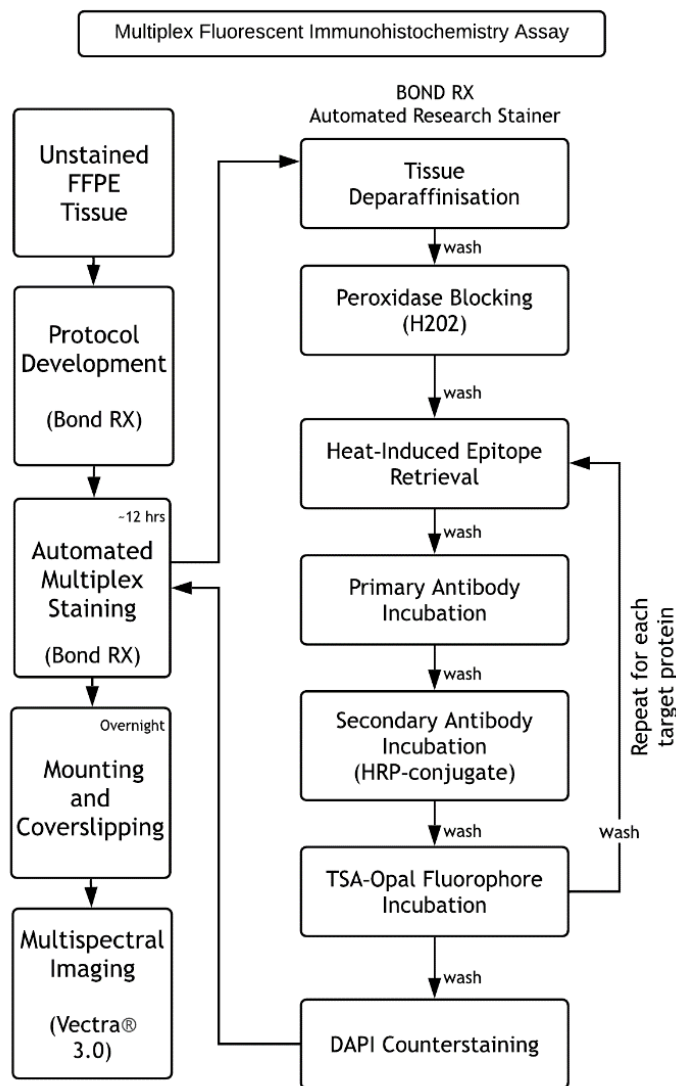 Multiplex Fluorescent Immunohistochemistry Assay
Unstained
FFPE
Tissue
Protocol
Development
(Bond RX)
~12 hrs
Automated
Multiplex
Staining
(Bond RX)
Overnight
Mounting
and
Coverslipping
Multispectral
Imaging
(Vectra®
3.0)
BOND RX
Automated Research Stainer
Tissue
Deparaffinisation
wash
Peroxidase Blocking
(H202)
wash
Heat-Induced Epitope
Retrieval
wash
Primary Antibody
Incubation
wash
Secondary Antibody
Incubation
(HRP-conjugate)
wash
TSA-Opal Fluorophore
Incubation
wash
DAPI Counterstaining
Repeat for each
target protein
wash